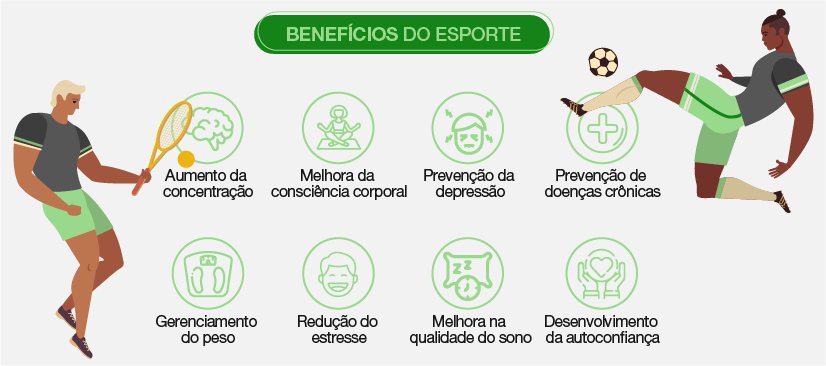 BENEFÍCIOS DO ESPORTE
Aumento da
concentração
Melhora da
consciência corporal
Prevenção da
depressão
Prevenção de
doenças crônicas
Gerenciamento
do peso
Redução do
estresse
Melhora na
qualidade do sono
Desenvolvimento
da autoconfiança